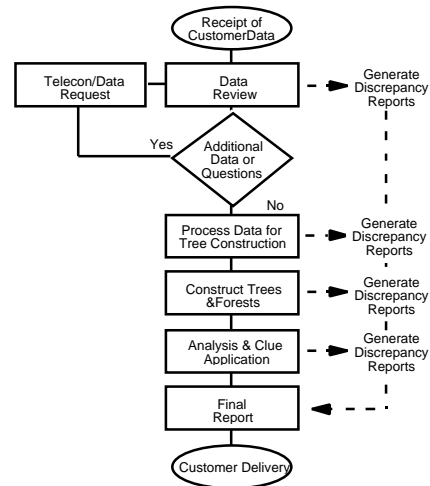 Receipt of
CustomerData
Telecon/Data
Request
Data
Review
Generate
Discrepancy
Reports
Yes
Additional
Data or
Questions
No
Process Data for
Tree Construction
Generate
Discrepancy
Reports
Construct Trees
&Forests
Generate
Discrepancy
Reports
Analysis & Clue
Application
Generate
Discrepancy
Reports
Final
Report
Customer Delivery